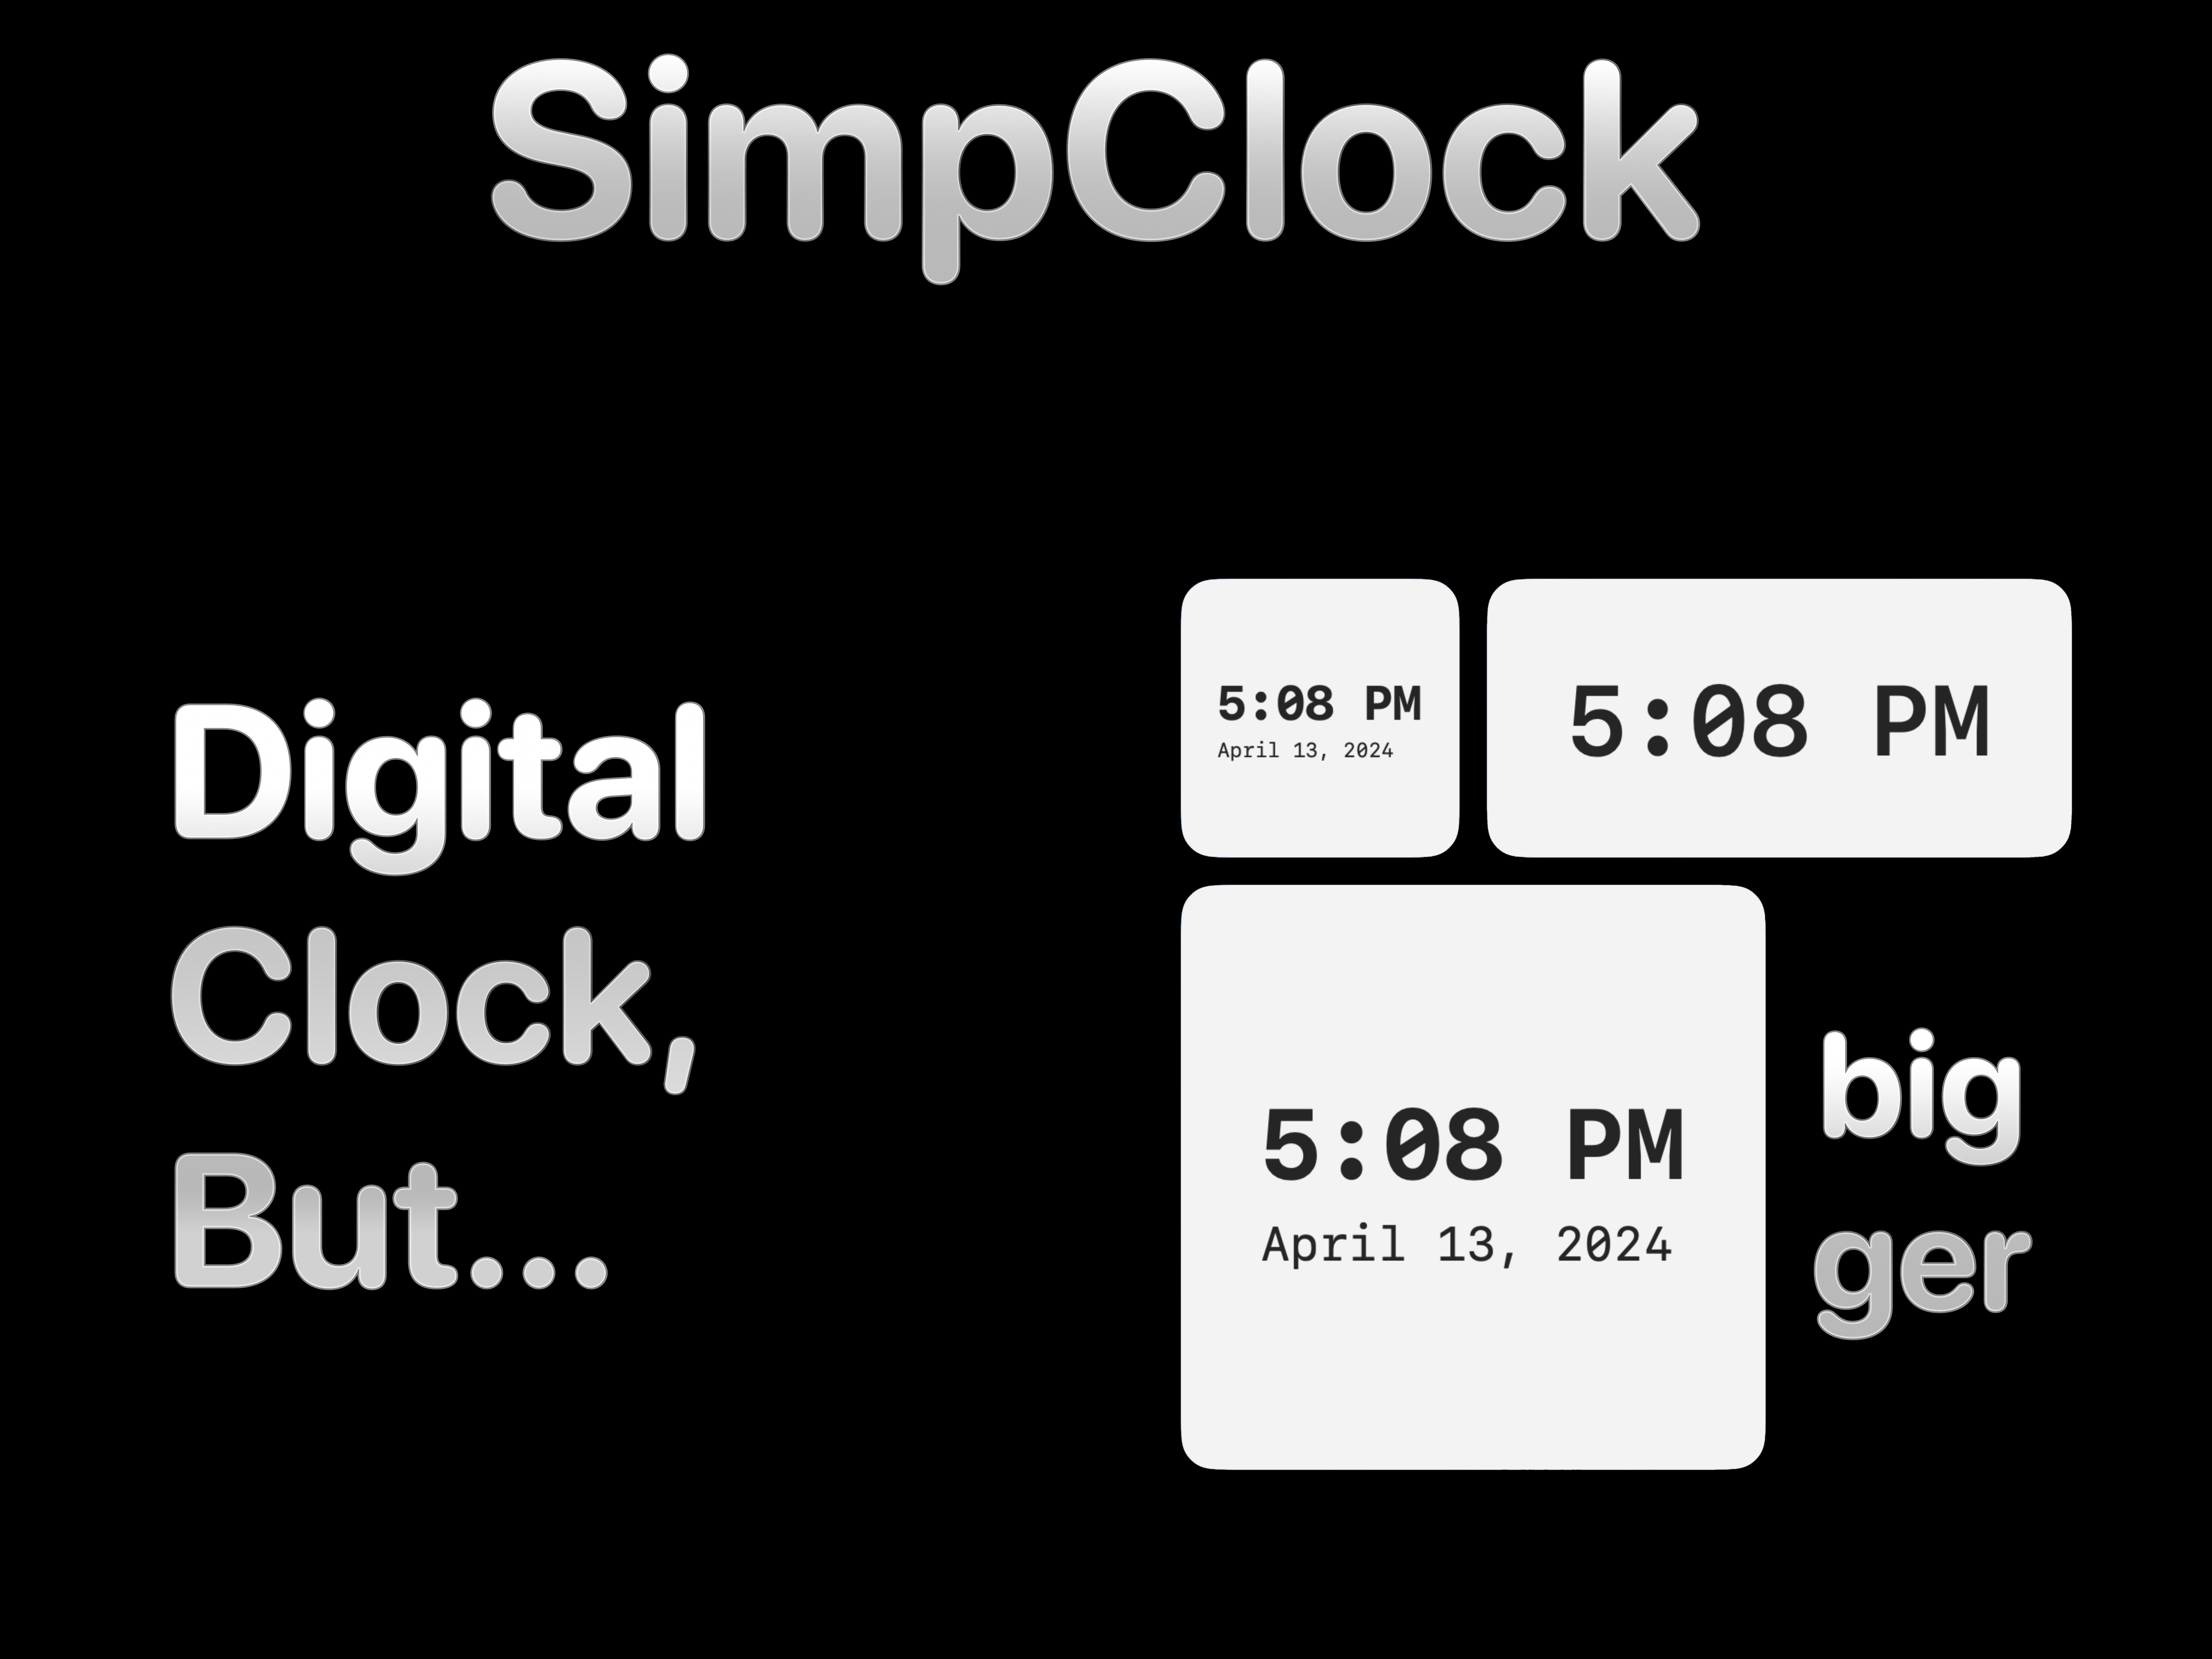 SimpClock
Digital
Clock,
But...
5:08 PM
April 13, 2024
5:08 PM
5:08 PM
April 13, 2024
big
ger